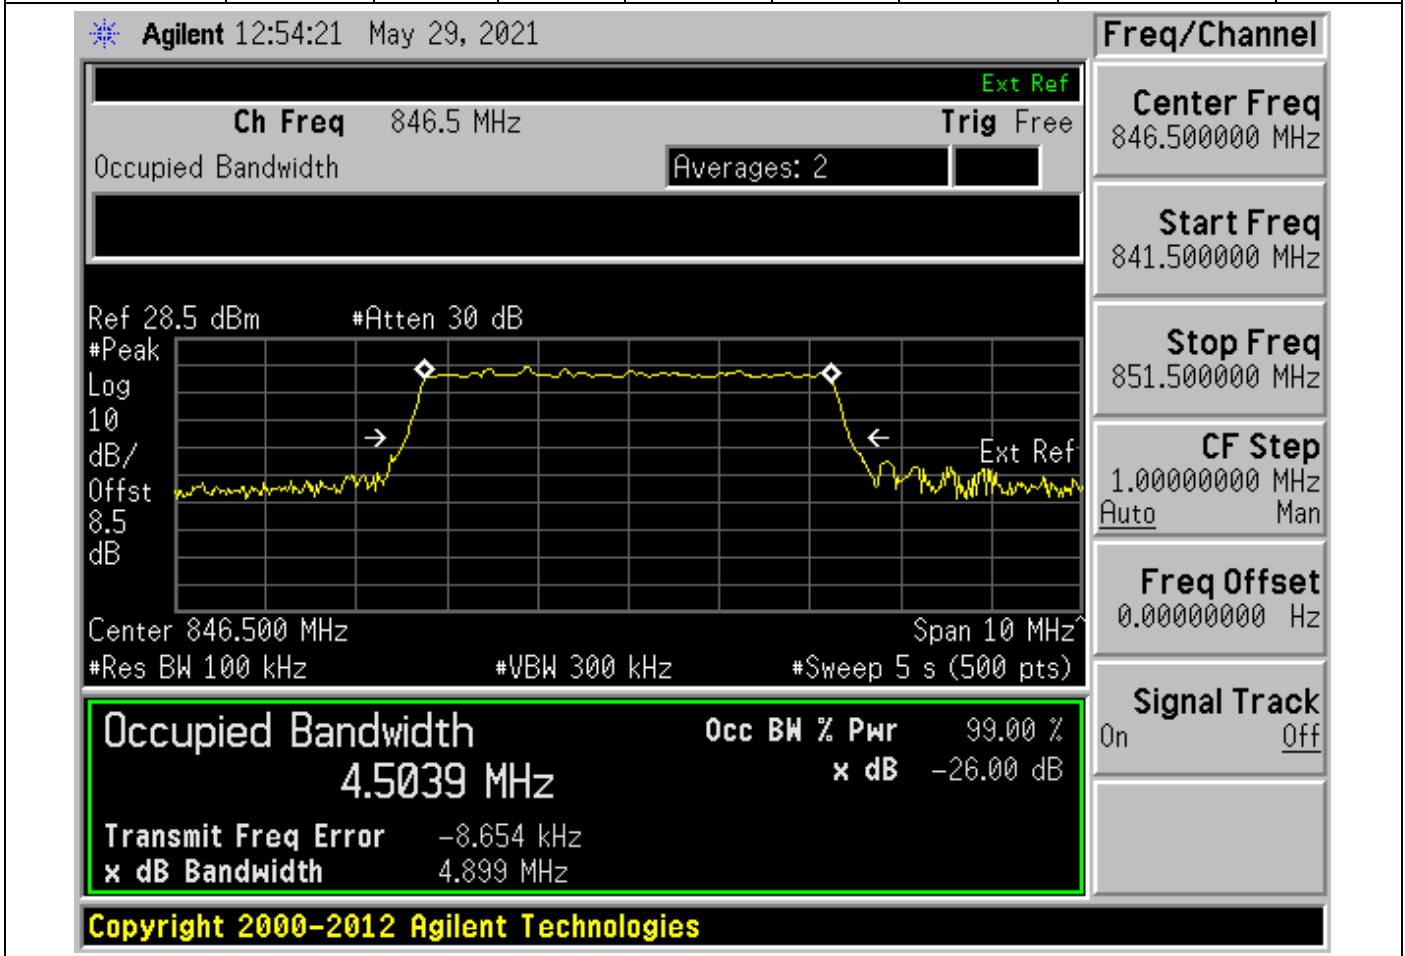 Agilent 12:54:21 May 29, 2021
Freq/Channel
Ext Ref
Ch Freq 846.5 MHz
Trig Free
Occupied Bandwidth
Averages: 2
Center Freq
846.500000 MHz
Start Freq
841.500000 MHz
Stop Freq
851.500000 MHz
CF Step
1.00000000 MHz
Auto Man
Freq Offset
0.00000000 Hz
Signal Track
On Off
Ref 28.5 dBm #Atten 30 dB
#Peak
Log
10
dB/
Offst
8.5
dB
Ext Ref
Center 846.500 MHz Span 10 MHz^
#Res BW 100 kHz #VBW 300 kHz #Sweep 5 s (500 pts)
Occupied Bandwidth
4.5039 MHz
Occ BW % Pwr 99.00 %
x dB -26.00 dB
Transmit Freq Error -8.654 kHz
x dB Bandwidth 4.899 MHz
Copyright 2000-2012 Agilent Technologies